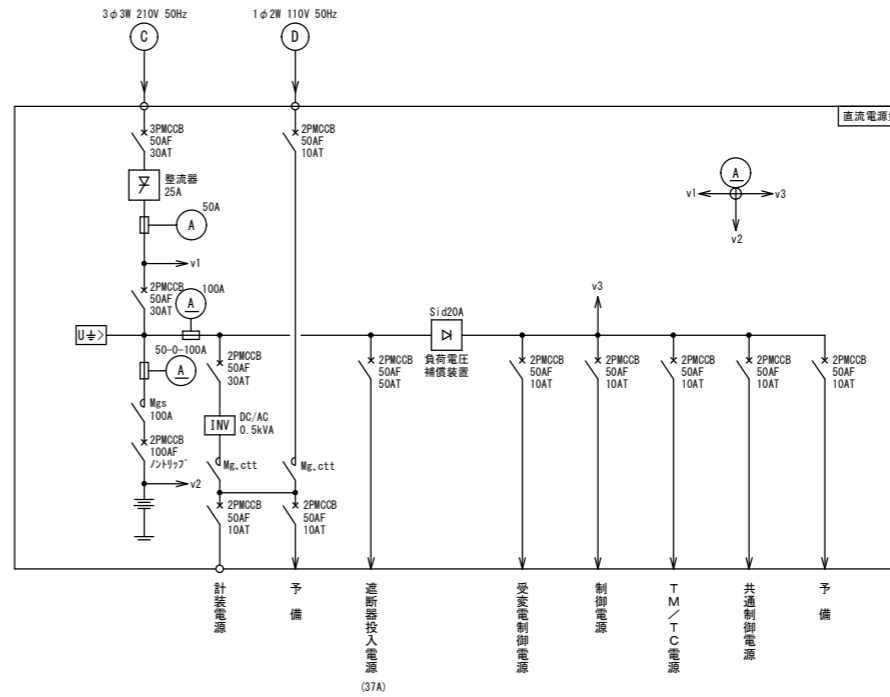 3φ3W 210V 50Hz
1φ2W 110V 50Hz
C
D
直流電源
3PMCCB
50AF
30AT
2PMCCB
50AF
10AT
整流器
25A
50A
A
A
v1
v3
v2
v1
2PMCCB
50AF
30AT
100A
A
Sid20A
v3
U⏚>
負荷電圧
補償装置
50-0-100A
A
2PMCCB
50AF
30AT
2PMCCB
50AF
50AT
2PMCCB
50AF
10AT
2PMCCB
50AF
10AT
2PMCCB
50AF
10AT
2PMCCB
50AF
10AT
2PMCCB
50AF
10AT
Mgs
100A
INV
DC/AC
0.5kVA
2PMCCB
100AF
ノントリップ
Mg、ctt
Mg、ctt
v2
2PMCCB
50AF
10AT
2PMCCB
50AF
10AT
計装電源
予備
遮断器投入電源
(37A)
受変電制御電源
制御電源
TM/TC電源
共通制御電源
予備